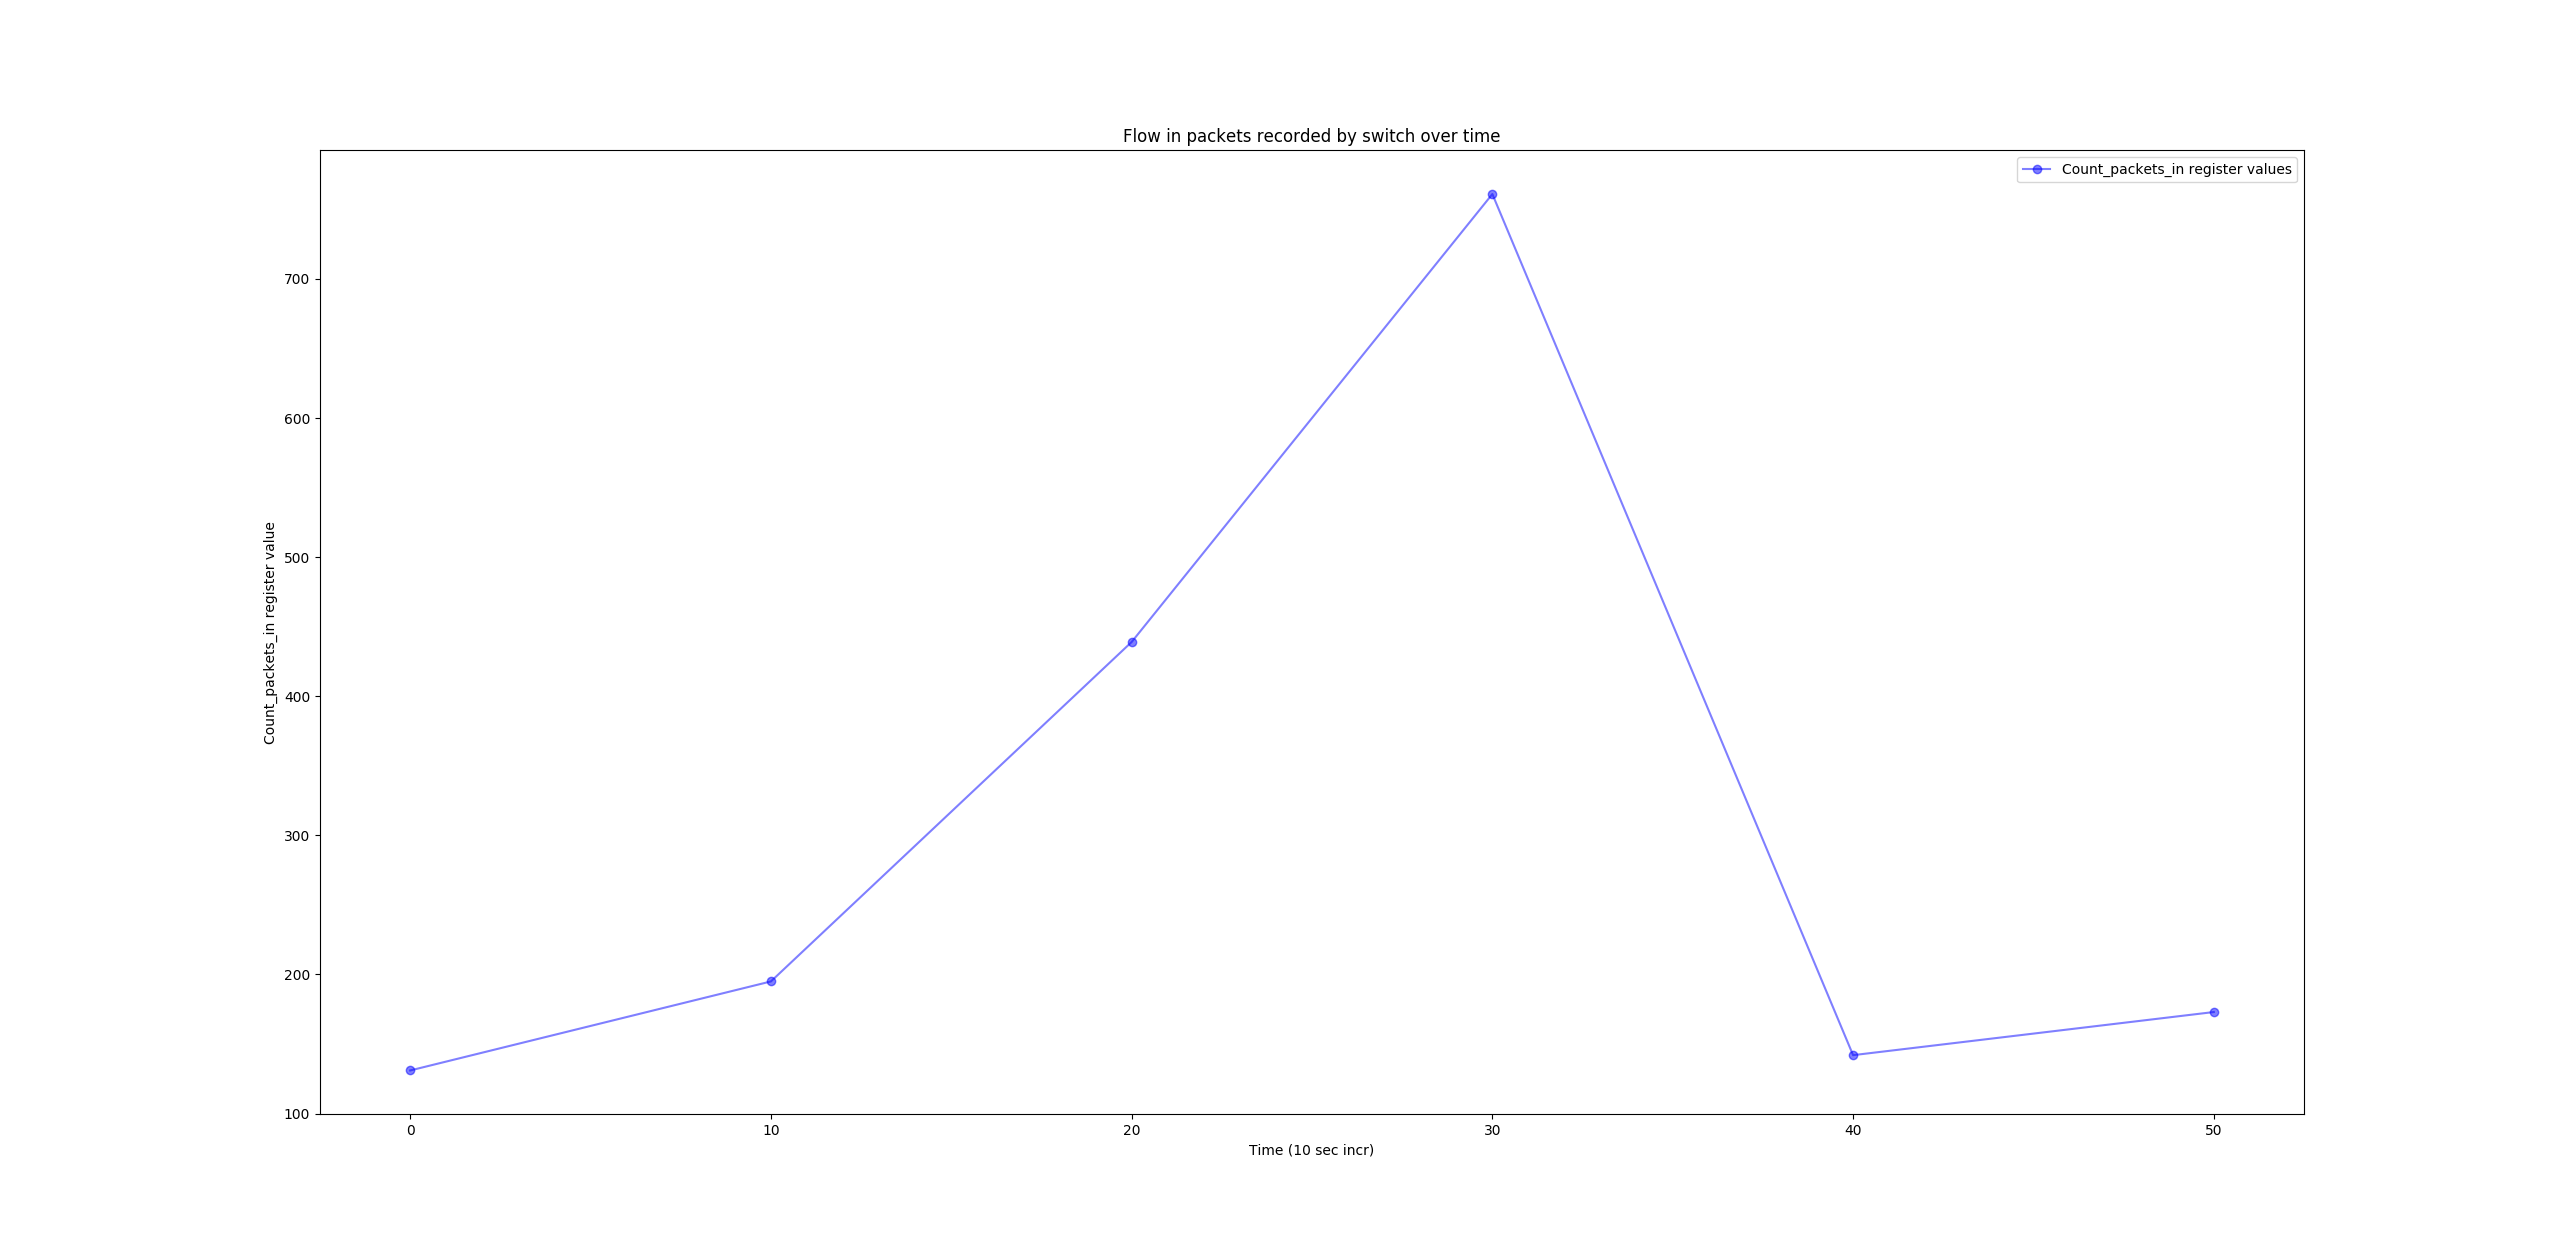 Flow in packets recorded by switch over time
Count_packets_in register values
Count_packets_in register value
700
600
500
400
300
200
100
0 10 20 30 40 50
Time (10 sec incr)